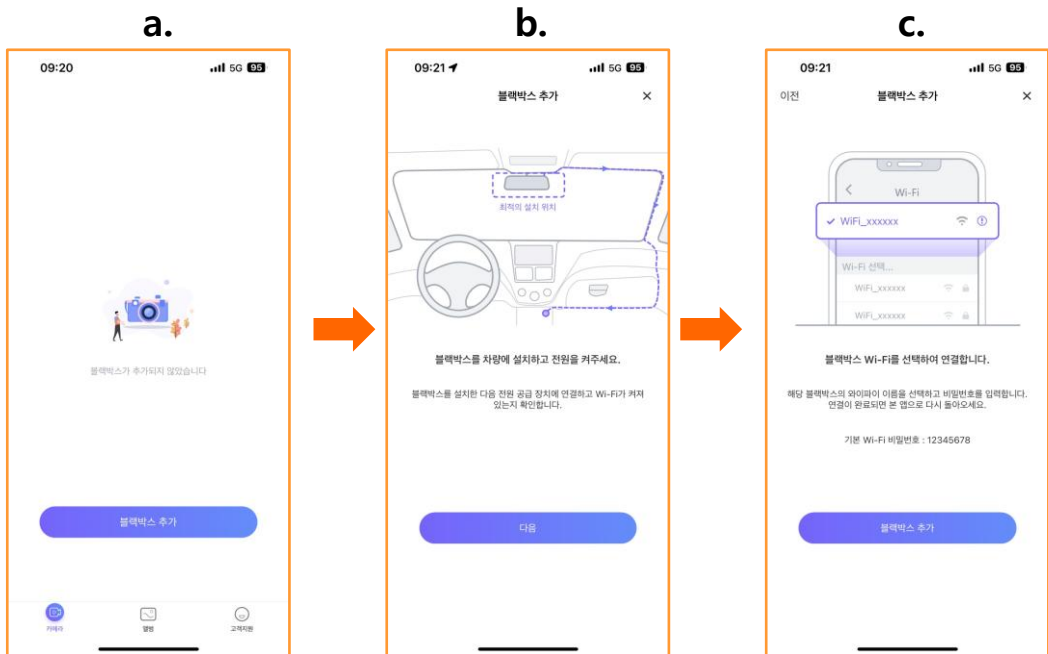 a.
09:20 5G 95
블랙박스가 추가되지 않았습니다
블랙박스 추가
카메라 앨범 고객지원
b.
09:21 5G 95
블랙박스 추가 ×
최적의 설치 위치
블랙박스를 차량에 설치하고 전원을 켜주세요.
블랙박스를 설치한 다음 전원 공급 장치에 연결하고 Wi-Fi가 켜져
있는지 확인합니다.
다음
c.
09:21 5G 95
이전 블랙박스 추가 ×
Wi-Fi
WiFi_xxxxxx
Wi-Fi 선택...
WiFi_xxxxxx
WiFi_xxxxxx
블랙박스 Wi-Fi를 선택하여 연결합니다.
해당 블랙박스의 와이파이 이름을 선택하고 비밀번호를 입력합니다.
연결이 완료되면 본 앱으로 다시 돌아오세요.
기본 Wi-Fi 비밀번호 : 12345678
블랙박스 추가